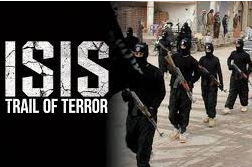 ISIS
TRAIL OF TERROR